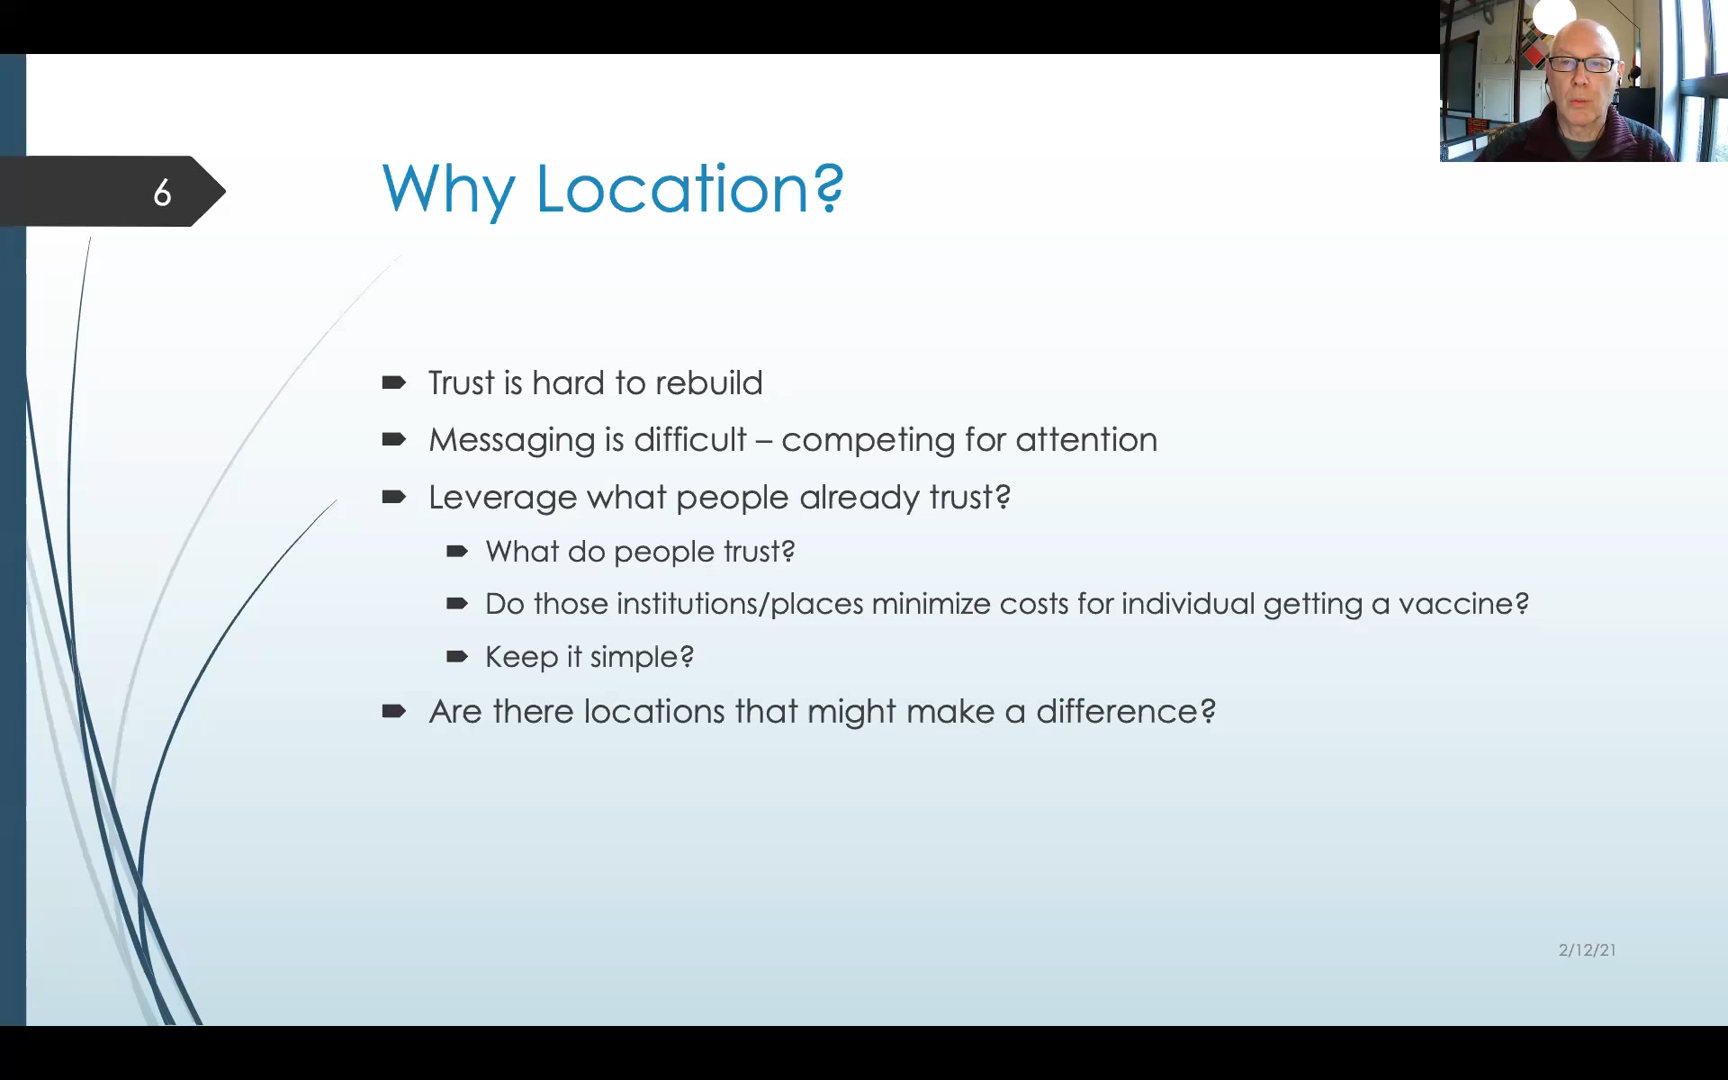 6
Why Location?
Trust is hard to rebuild
Messaging is difficult – competing for attention
Leverage what people already trust?
What do people trust?
Do those institutions/places minimize costs for individual getting a vaccine?
Keep it simple?
Are there locations that might make a difference?
2/12/21